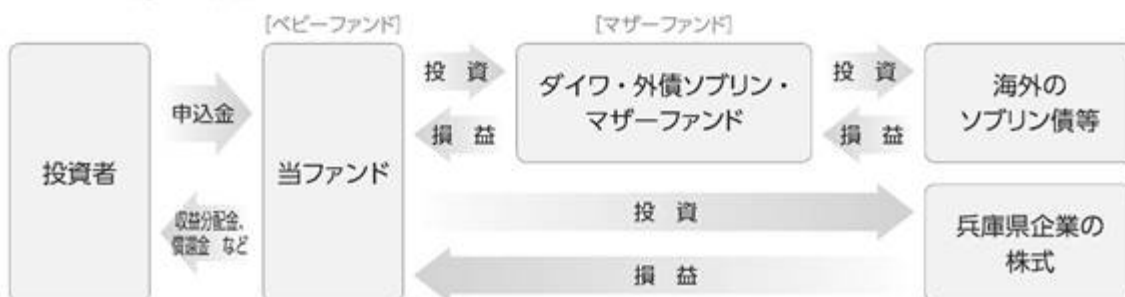 [ベビーファンド]
[マザーファンド]
投資者
申込金
収益分配金、
償還金 など
当ファンド
投 資
損 益
ダイワ・外債ソブリン・
マザーファンド
投 資
損 益
海外の
ソブリン債等
投 資
損 益
兵庫県企業の
株式